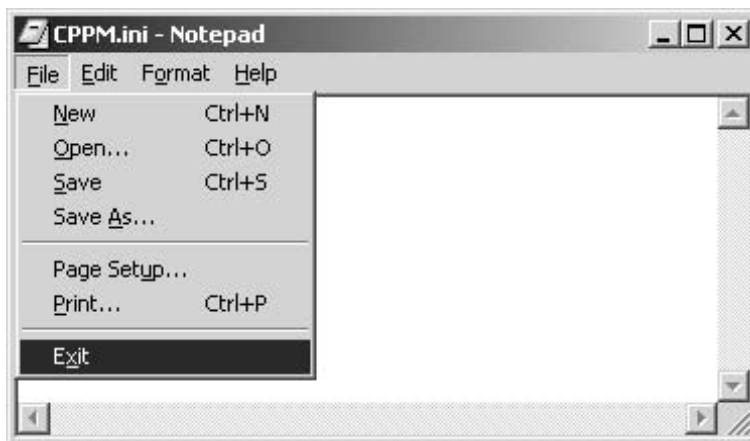 CPPM.ini - Notepad
File Edit Format Help
New Ctrl+N
Open... Ctrl+O
Save Ctrl+S
Save As...
Page Setup...
Print... Ctrl+P
Exit